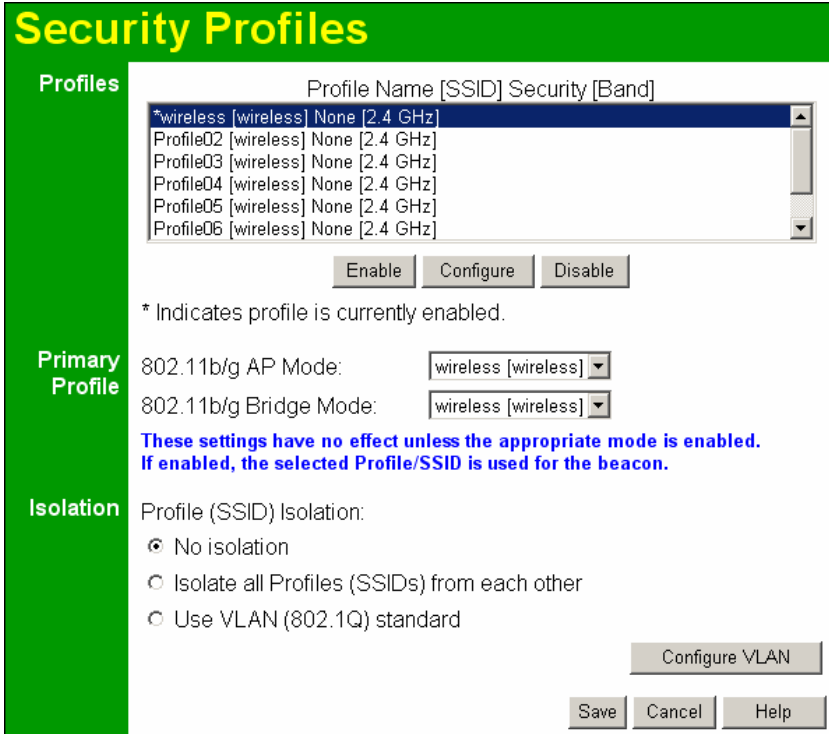 Security Profiles
Profiles
Profile Name [SSID] Security [Band]
*wireless [wireless] None [2.4 GHz]
Profile02 [wireless] None [2.4 GHz]
Profile03 [wireless] None [2.4 GHz]
Profile04 [wireless] None [2.4 GHz]
Profile05 [wireless] None [2.4 GHz]
Profile06 [wireless] None [2.4 GHz]
Enable Configure Disable
* Indicates profile is currently enabled.
Primary
Profile
802.11b/g AP Mode: wireless [wireless]
802.11b/g Bridge Mode: wireless [wireless]
These settings have no effect unless the appropriate mode is enabled.
If enabled, the selected Profile/SSID is used for the beacon.
Isolation
Profile (SSID) Isolation:
No isolation
Isolate all Profiles (SSIDs) from each other
Use VLAN (802.1Q) standard
Configure VLAN
Save Cancel Help